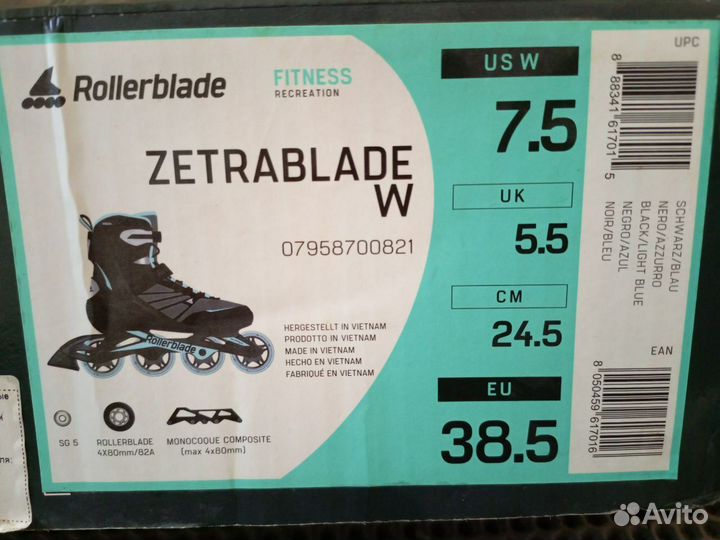 Rollerblade
FITNESS
RECREATION
ZETRABLADE
W
07958700821
Rollerblade
HERGESTELLT IN VIETNAM
PRODOTTO IN VIETNAM
MADE IN VIETNAM
HECHO EN VIETNAM
FABRIQUÉ EN VIETNAM
SG 5
ROLLERBLADE
4X80mm/82A
MONOCOQUE COMPOSITE
(max 4x80mm)
US W
7.5
UK
5.5
CM
24.5
EU
38.5
UPC
8 88341 61701 5
SCHWARZ/BLAU
NERO/AZZURRO
BLACK/LIGHT BLUE
NEGRO/AZUL
NOIR/BLEU
EAN
8 050459 617016
Avito